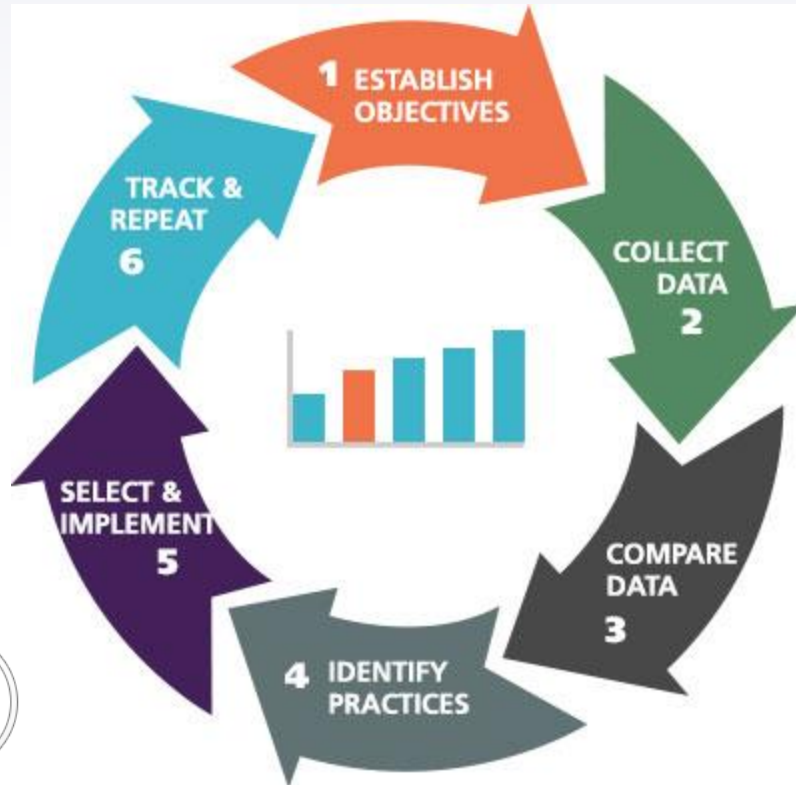 1 ESTABLISH
OBJECTIVES
COLLECT
DATA
2
COMPARE
DATA
3
4 IDENTIFY
PRACTICES
SELECT &
IMPLEMENT
5
TRACK &
REPEAT
6